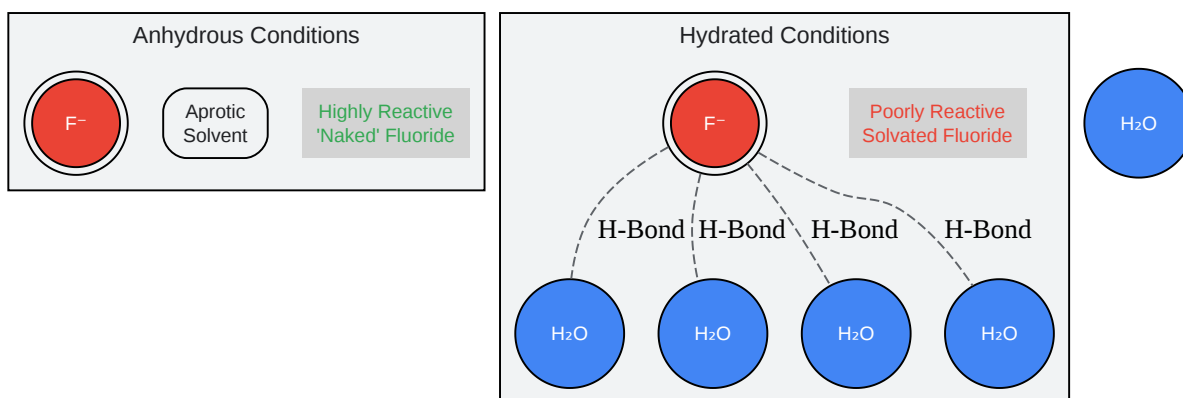 Anhydrous Conditions
F⁻
Aprotic
Solvent
Highly Reactive
'Naked' Fluoride
Hydrated Conditions
F⁻
Poorly Reactive
Solvated Fluoride
H₂O
H-Bond
H-Bond
H-Bond
H-Bond
H₂O
H₂O
H₂O
H₂O